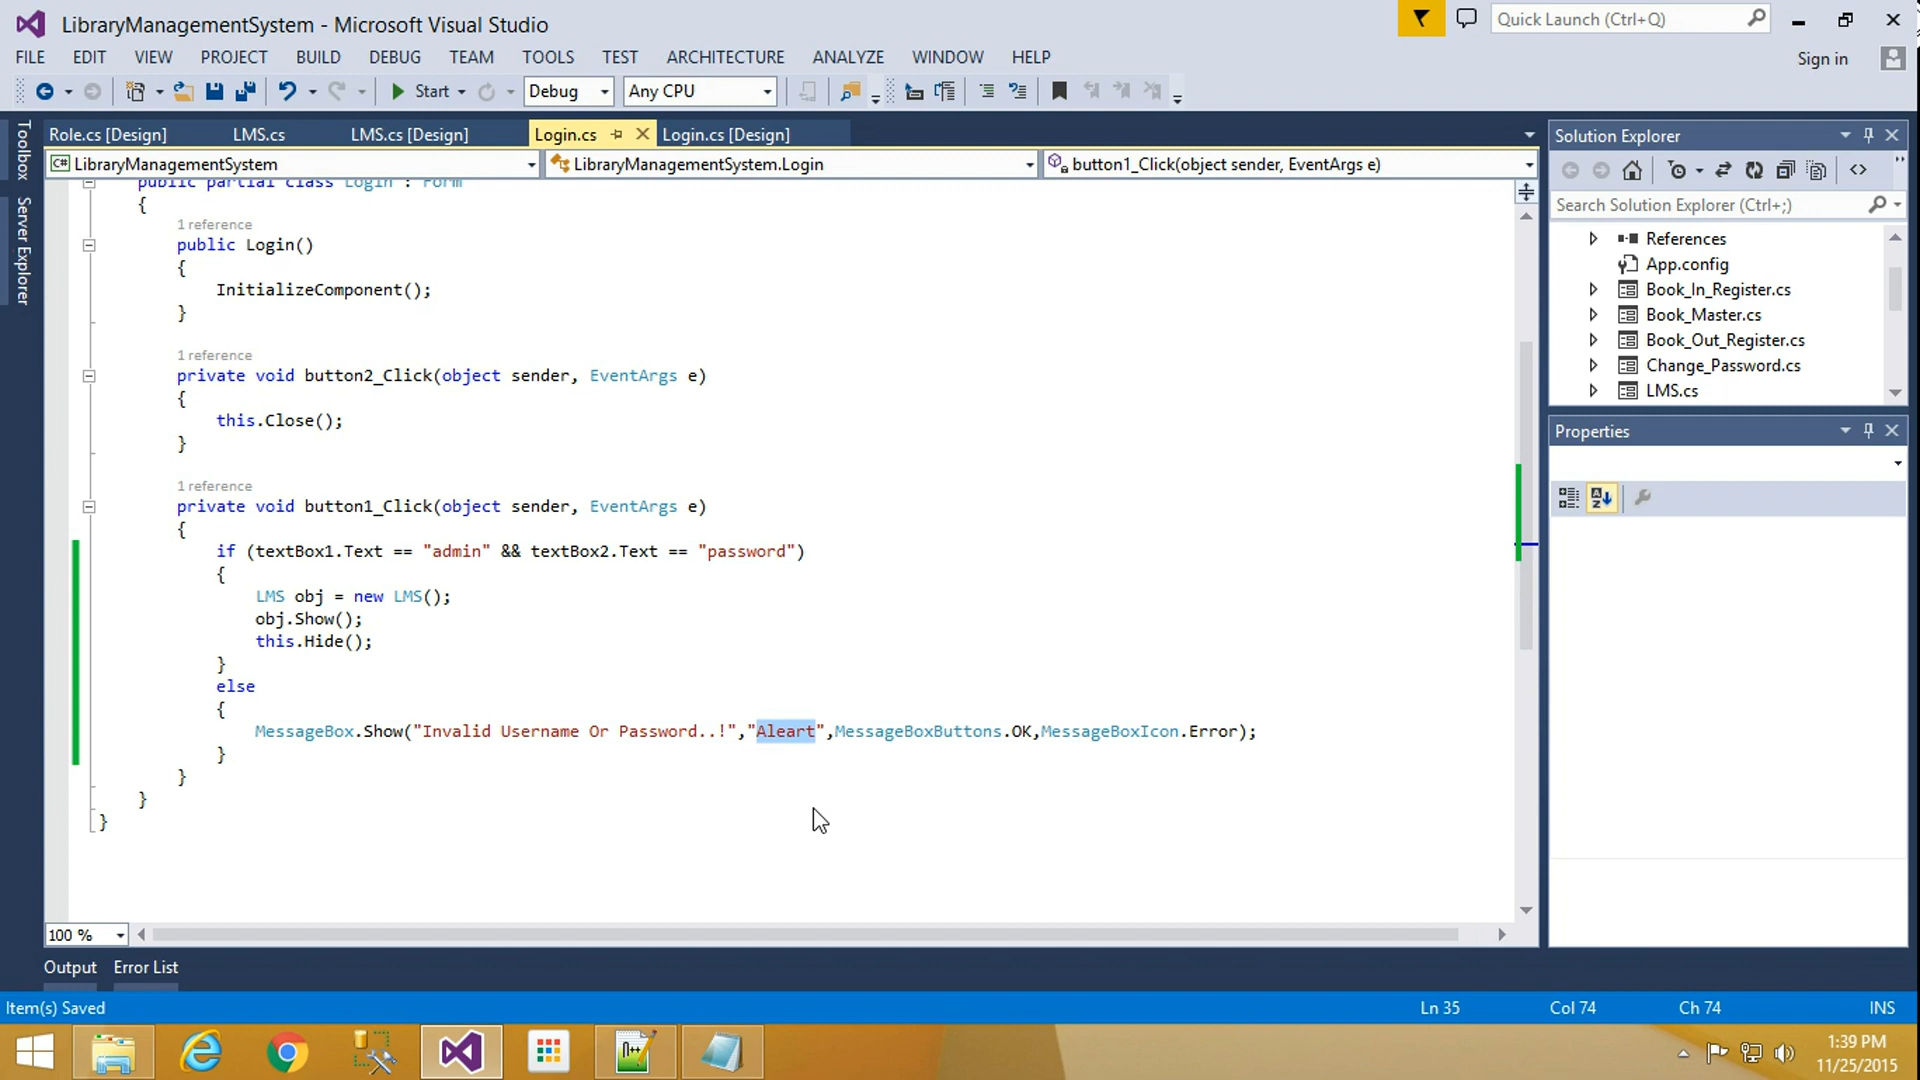 LibraryManagementSystem - Microsoft Visual Studio
Quick Launch (Ctrl+Q)
FILE EDIT VIEW PROJECT BUILD DEBUG TEAM TOOLS TEST ARCHITECTURE ANALYZE WINDOW HELP
Sign in
Start Debug Any CPU
Toolbox
Server Explorer
Role.cs [Design] LMS.cs LMS.cs [Design] Login.cs Login.cs [Design]
C# LibraryManagementSystem LibraryManagementSystem.Login button1_Click(object sender, EventArgs e)
public partial class Login : Form
{
1 reference
public Login()
{
InitializeComponent();
}
1 reference
private void button2_Click(object sender, EventArgs e)
{
this.Close();
}
1 reference
private void button1_Click(object sender, EventArgs e)
{
if (textBox1.Text == "admin" && textBox2.Text == "password")
{
LMS obj = new LMS();
obj.Show();
this.Hide();
}
else
{
MessageBox.Show("Invalid Username Or Password..!","Aleart",MessageBoxButtons.OK,MessageBoxIcon.Error);
}
}
}
}
100 %
Solution Explorer
Search Solution Explorer (Ctrl+;)
References
App.config
Book_In_Register.cs
Book_Master.cs
Book_Out_Register.cs
Change_Password.cs
LMS.cs
Properties
Output Error List
Item(s) Saved
Ln 35 Col 74 Ch 74 INS
1:39 PM
11/25/2015